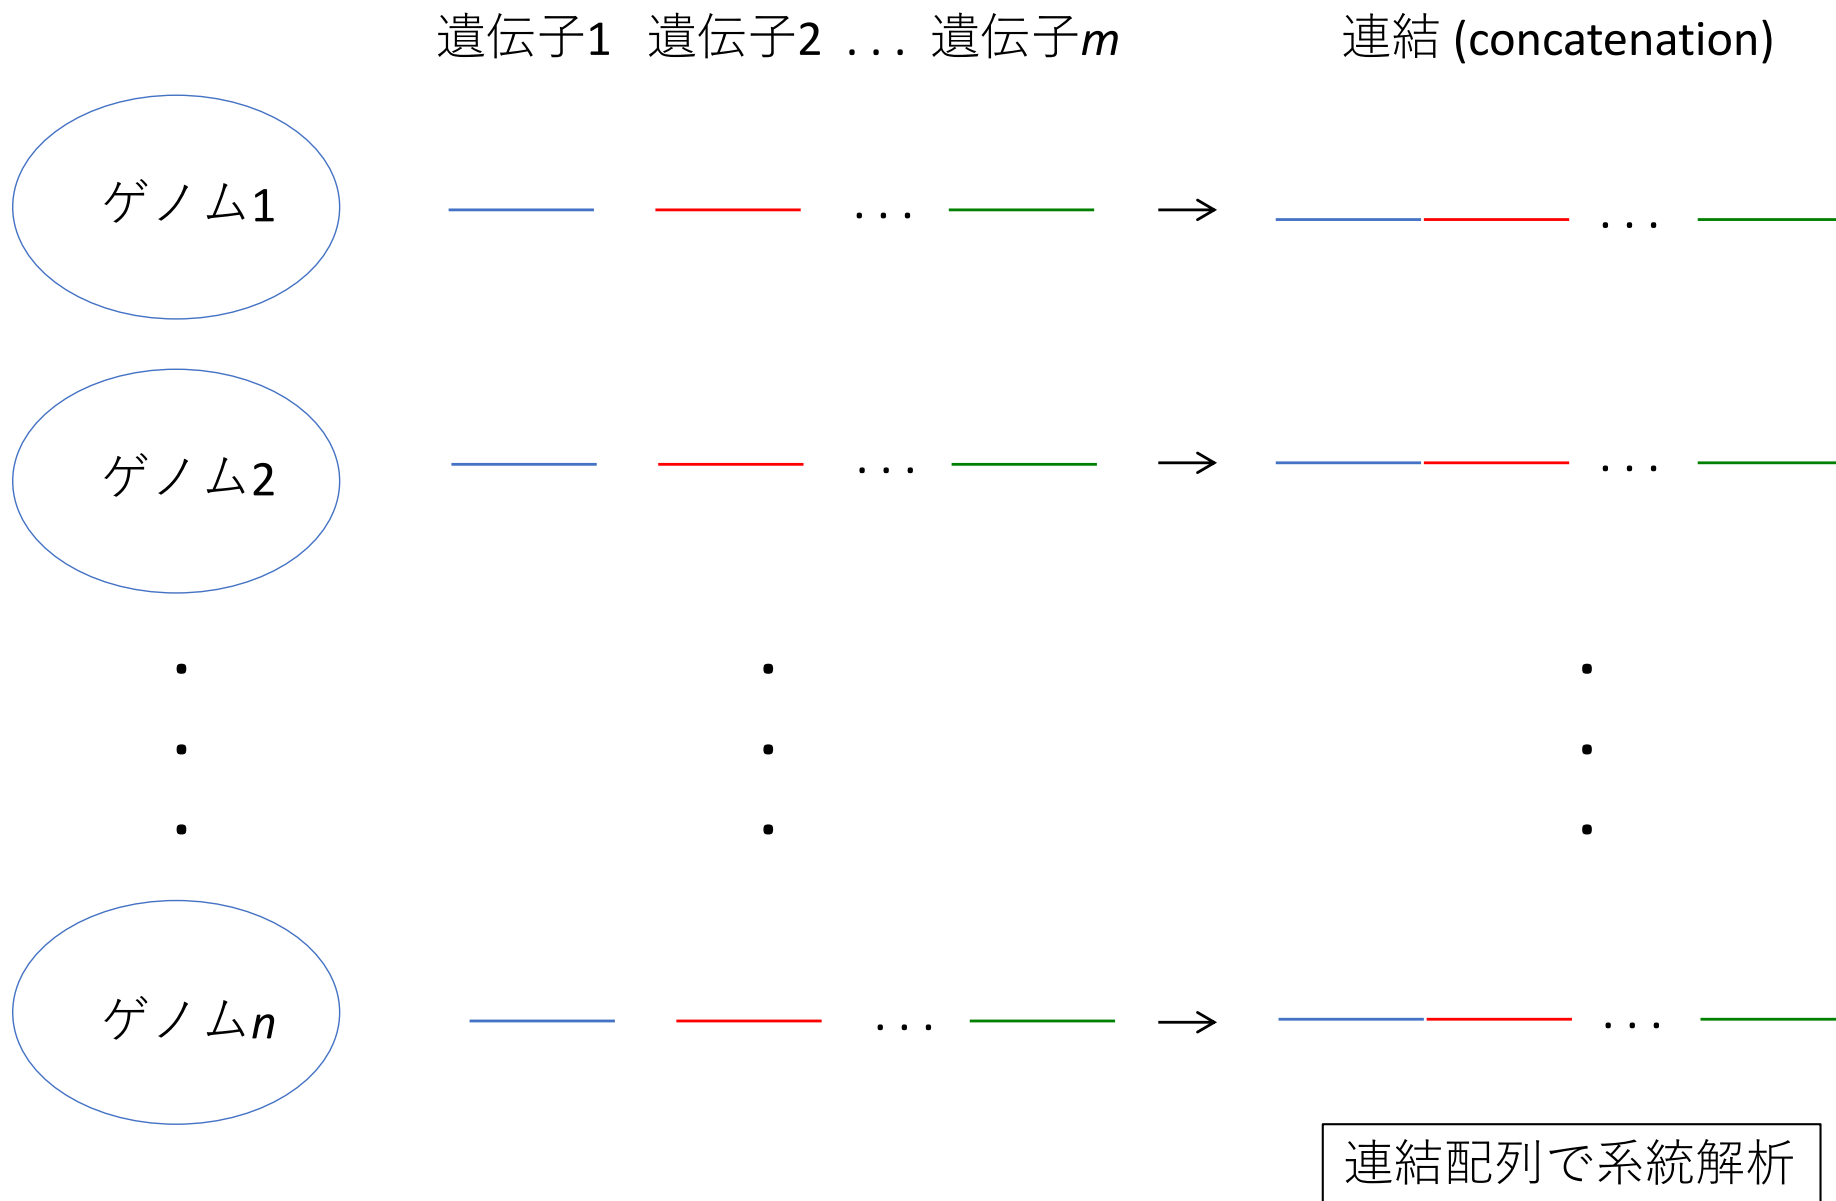 遺伝子1 遺伝子2 ... 遺伝子m 連結 (concatenation)
ゲノム1 ... ...
ゲノム2 ... ...
ゲノムn ... ...
連結配列で系統解析